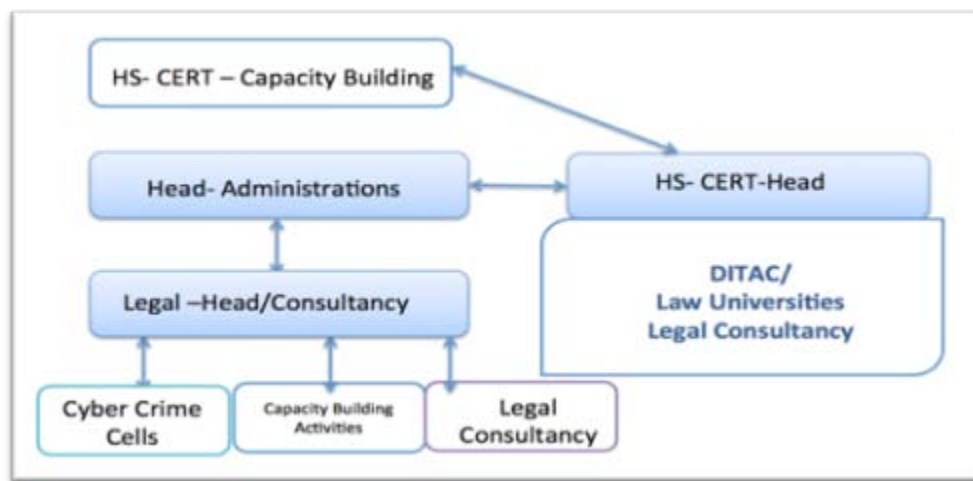 HS- CERT – Capacity Building
Head- Administrations
HS- CERT-Head
DITAC/
Law Universities
Legal Consultancy
Legal –Head/Consultancy
Cyber Crime
Cells
Capacity Building
Activities
Legal
Consultancy